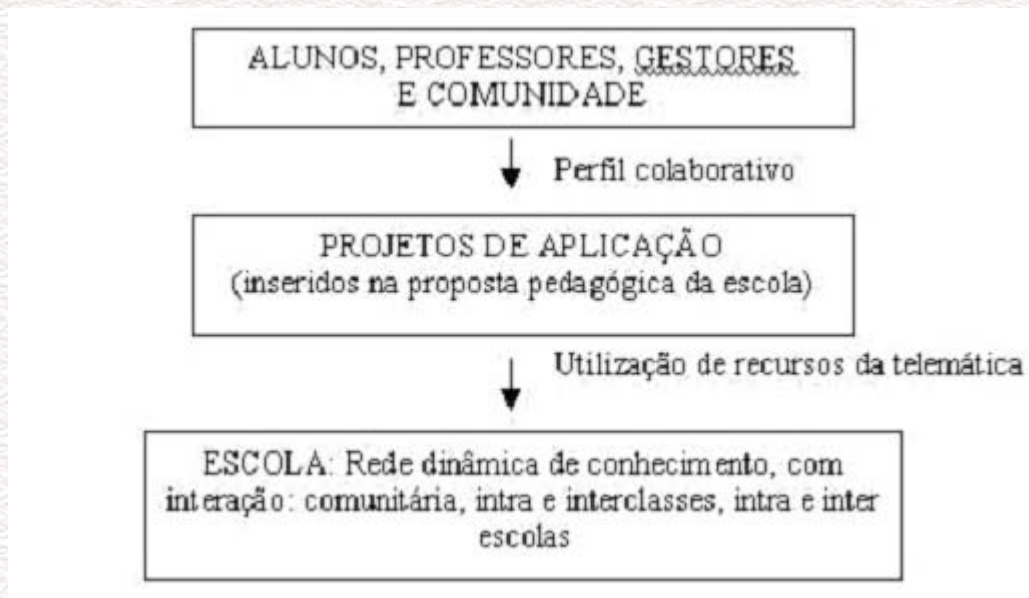 ALUNOS, PROFESSORES, GESTORES
E COMUNIDADE
Perfil colaborativo
PROJETOS DE APLICAÇÃO
(inseridos na proposta pedagógica da escola)
Utilização de recursos da telemática
ESCOLA: Rede dinâmica de conhecimento, com
interação: comunitária, intra e interclasses, intra e inter
escolas